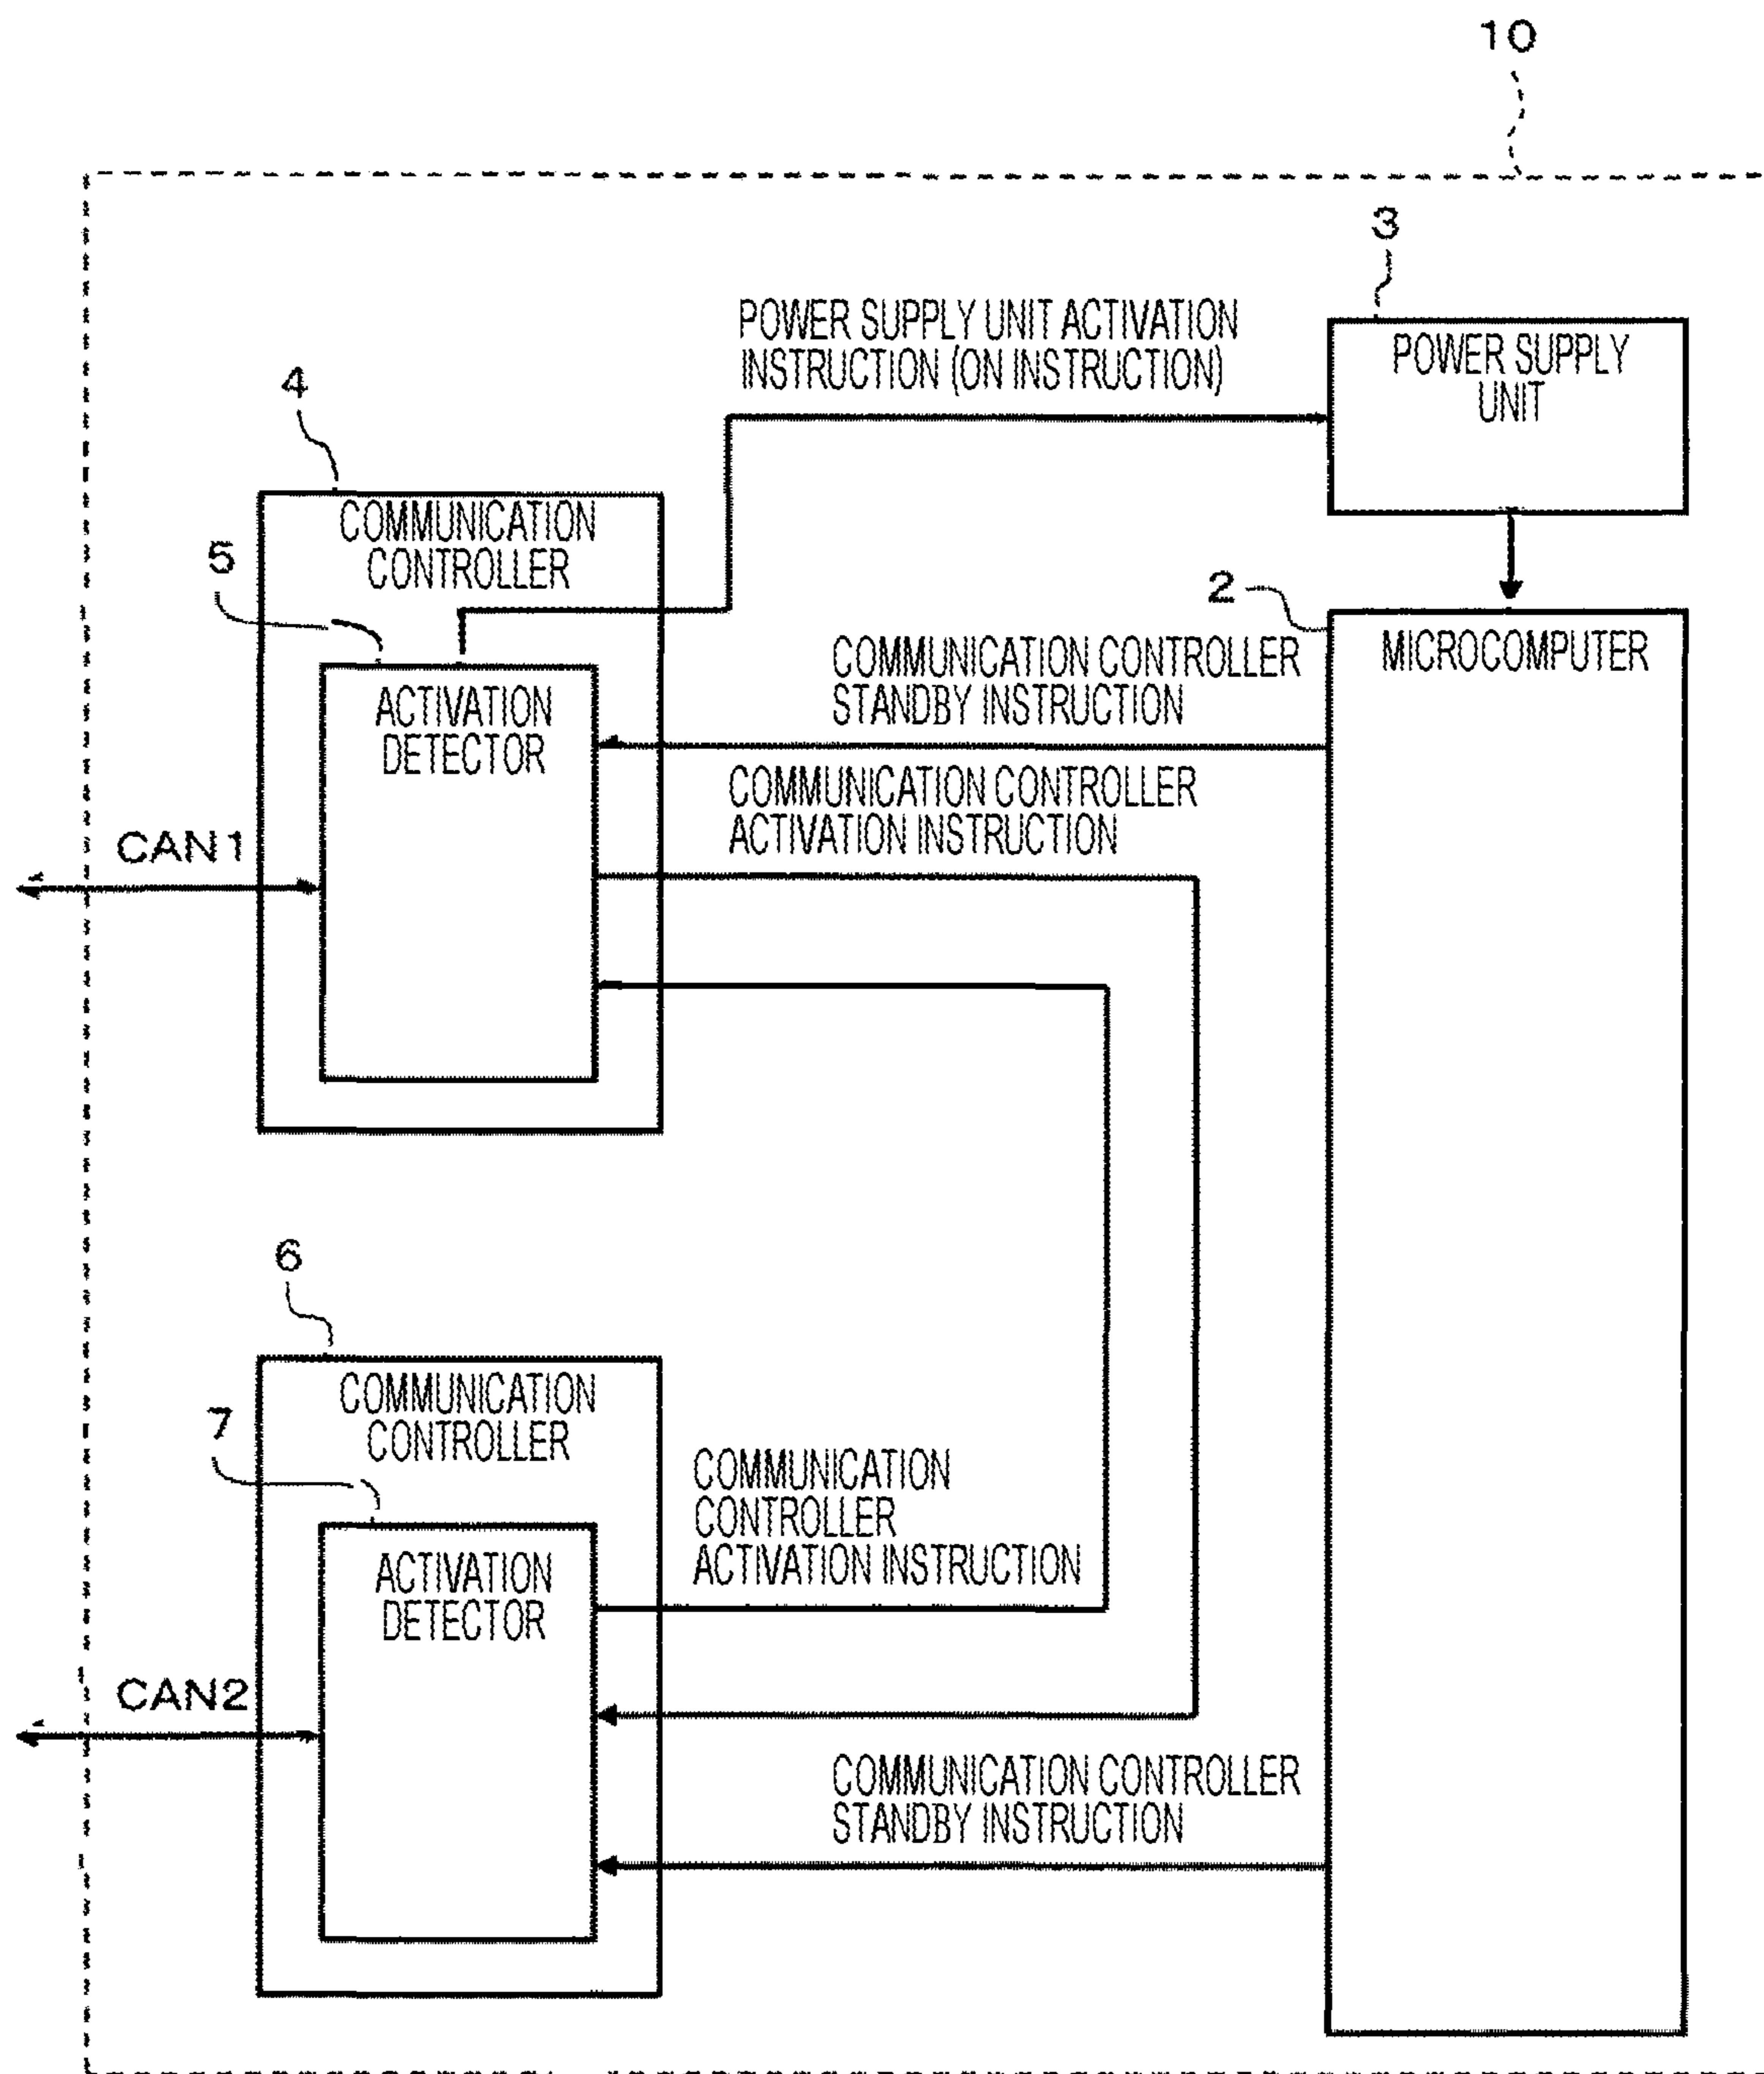 10
3
POWER SUPPLY UNIT ACTIVATION
INSTRUCTION (ON INSTRUCTION)
POWER SUPPLY
UNIT
4
COMMUNICATION
CONTROLLER
5
2
ACTIVATION
DETECTOR
COMMUNICATION CONTROLLER
STANDBY INSTRUCTION
MICROCOMPUTER
COMMUNICATION CONTROLLER
ACTIVATION INSTRUCTION
CAN1
6
COMMUNICATION
CONTROLLER
7
ACTIVATION
DETECTOR
COMMUNICATION
CONTROLLER
ACTIVATION INSTRUCTION
CAN2
COMMUNICATION CONTROLLER
STANDBY INSTRUCTION